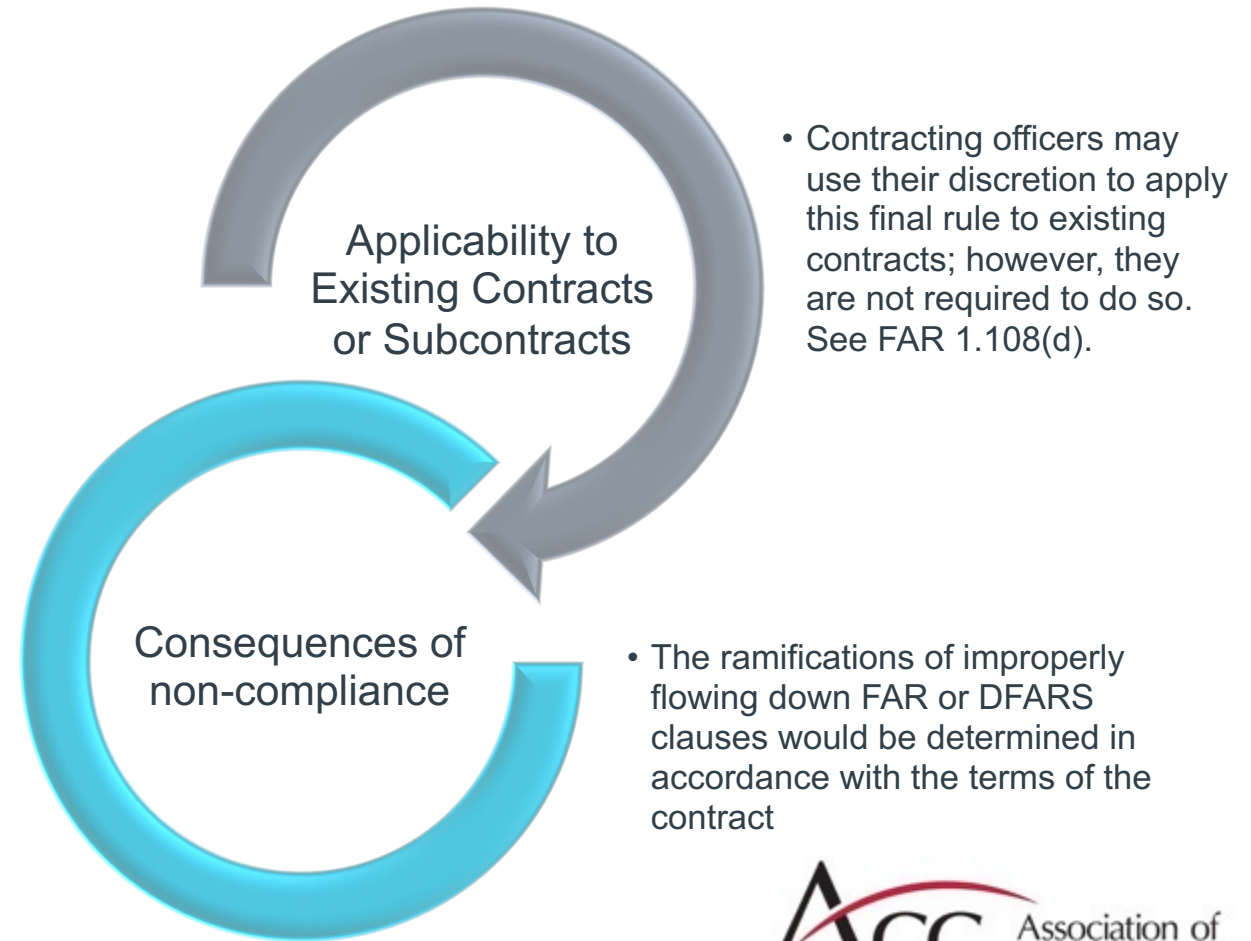 Applicability to
Existing Contracts
or Subcontracts
• Contracting officers may
use their discretion to apply
this final rule to existing
contracts; however, they
are not required to do so.
See FAR 1.108(d).
Consequences of
non-compliance
• The ramifications of improperly
flowing down FAR or DFARS
clauses would be determined in
accordance with the terms of the
contract
ACC Association of